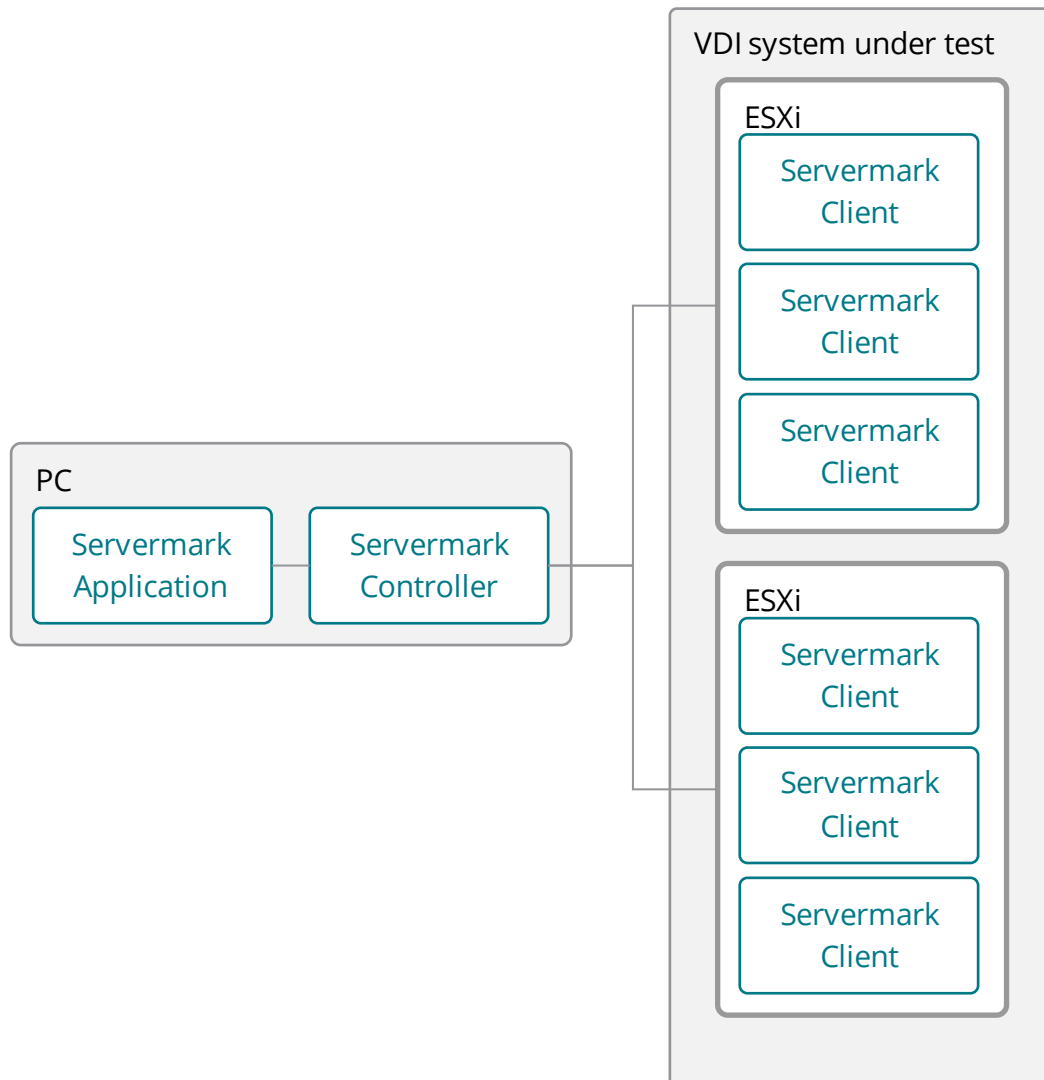 VDI system under test
ESXi
Servermark
Client
Servermark
Client
Servermark
Client
PC
Servermark
Application
Servermark
Controller
ESXi
Servermark
Client
Servermark
Client
Servermark
Client